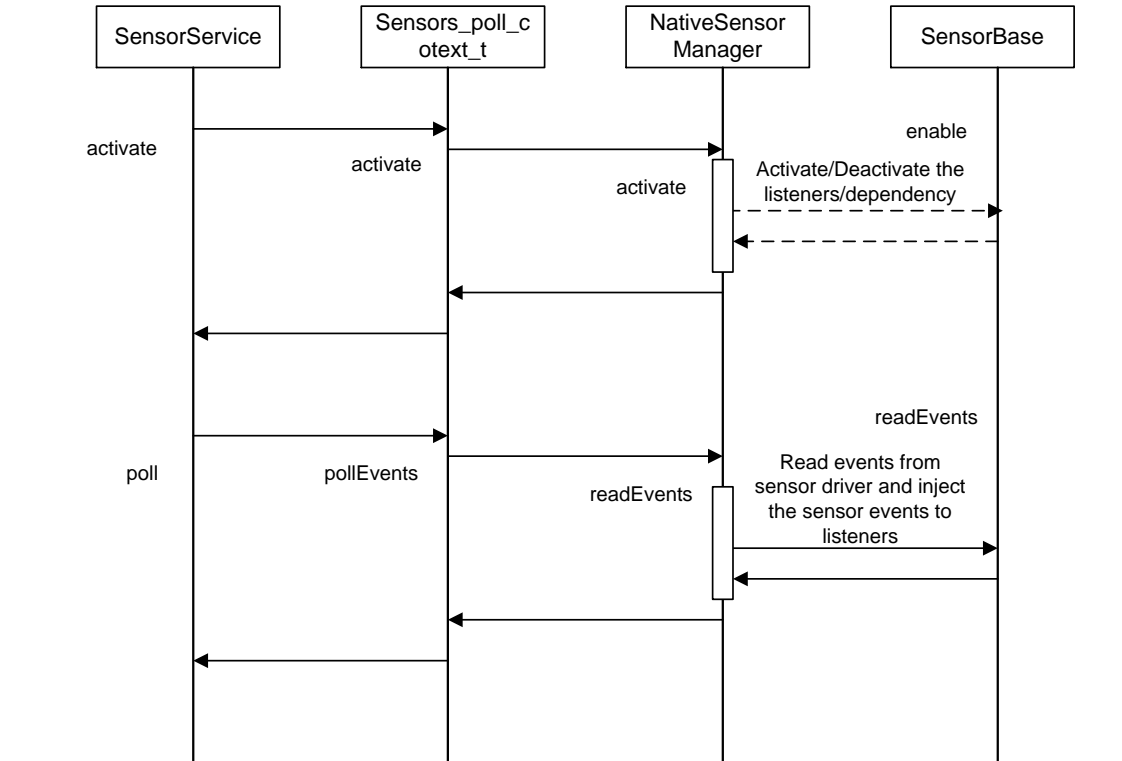 SensorService
Sensors_poll_c
otext_t
NativeSensor
Manager
SensorBase
activate
activate
activate
enable
Activate/Deactivate the
listeners/dependency
poll
pollEvents
readEvents
readEvents
Read events from
sensor driver and inject
the sensor events to
listeners